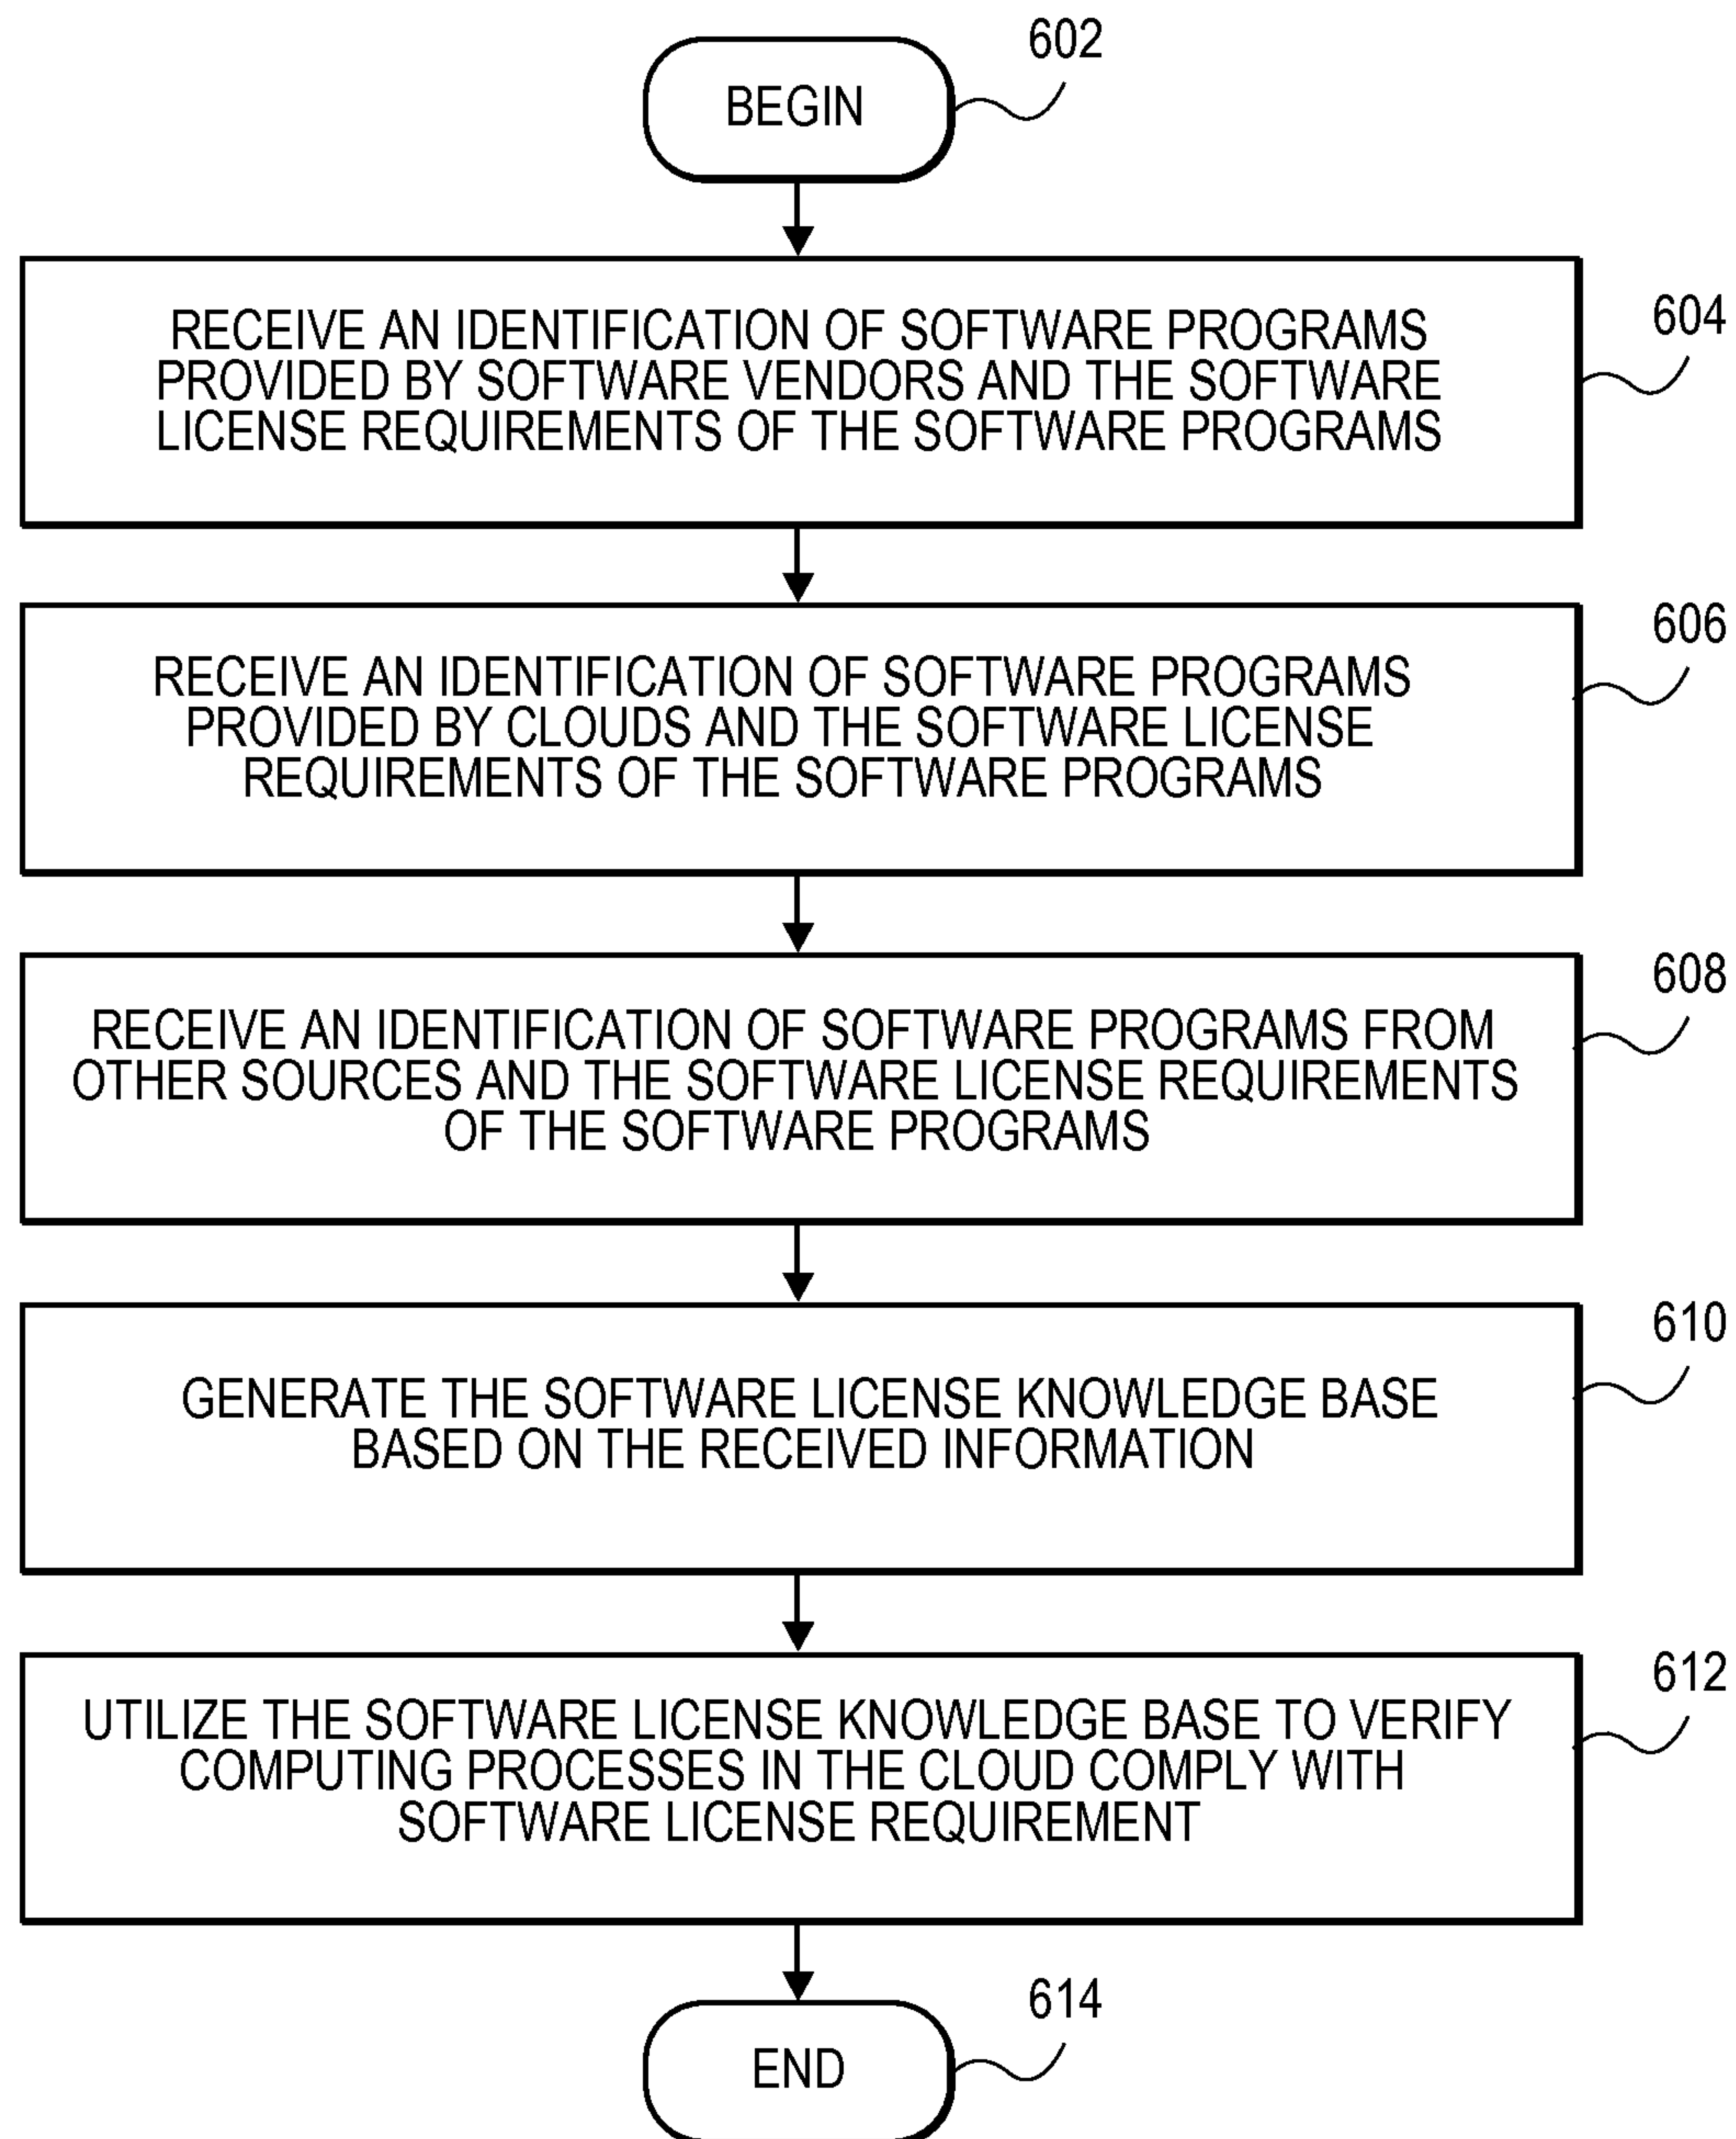 602
BEGIN
604
RECEIVE AN IDENTIFICATION OF SOFTWARE PROGRAMS
PROVIDED BY SOFTWARE VENDORS AND THE SOFTWARE
LICENSE REQUIREMENTS OF THE SOFTWARE PROGRAMS
606
RECEIVE AN IDENTIFICATION OF SOFTWARE PROGRAMS
PROVIDED BY CLOUDS AND THE SOFTWARE LICENSE
REQUIREMENTS OF THE SOFTWARE PROGRAMS
608
RECEIVE AN IDENTIFICATION OF SOFTWARE PROGRAMS FROM
OTHER SOURCES AND THE SOFTWARE LICENSE REQUIREMENTS
OF THE SOFTWARE PROGRAMS
610
GENERATE THE SOFTWARE LICENSE KNOWLEDGE BASE
BASED ON THE RECEIVED INFORMATION
612
UTILIZE THE SOFTWARE LICENSE KNOWLEDGE BASE TO VERIFY
COMPUTING PROCESSES IN THE CLOUD COMPLY WITH
SOFTWARE LICENSE REQUIREMENT
614
END